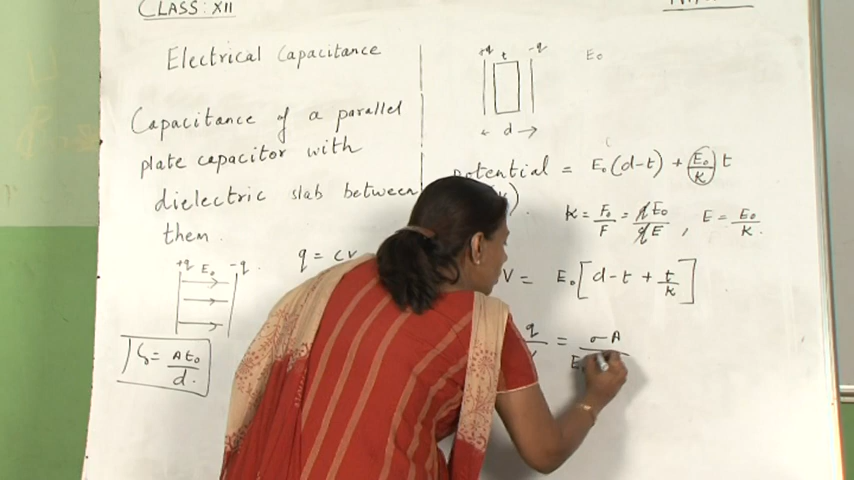 CLASS: XII
Electrical Capacitance
Capacitance of a parallel
plate capacitor with
dielectric slab between
them.
+q E₀ -q
q = CV
C₀ = Aε₀/d.
+q t -q
E₀
← d →
potential = E₀(d-t) + (E₀/K) t
K = F₀/F = qE₀/qE , E = E₀/K.
V = E₀[d-t + t/K]
q/V = σA/E₀